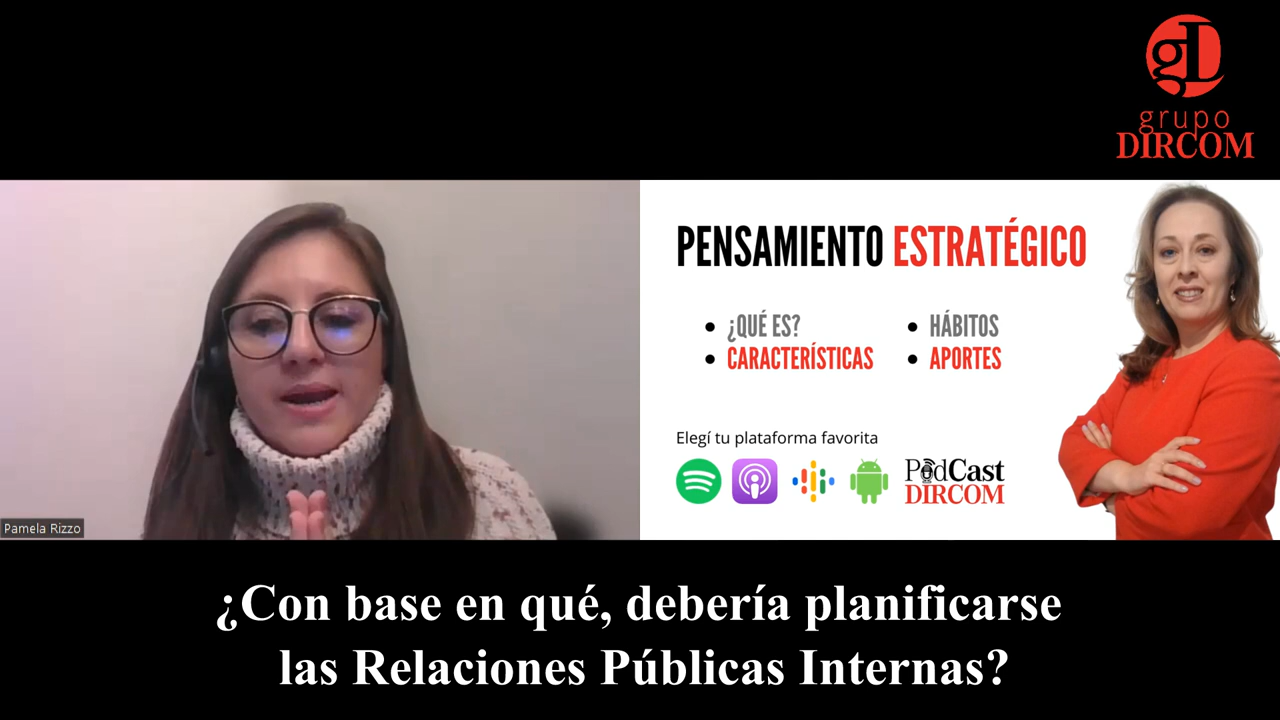 gD
grupo
DIRCOM
PENSAMIENTO ESTRATÉGICO
¿QUÉ ES?
CARACTERÍSTICAS
HÁBITOS
APORTES
Elegí tu plataforma favorita
PodCast
DIRCOM
Pamela Rizzo
¿Con base en qué, debería planificarse
las Relaciones Públicas Internas?